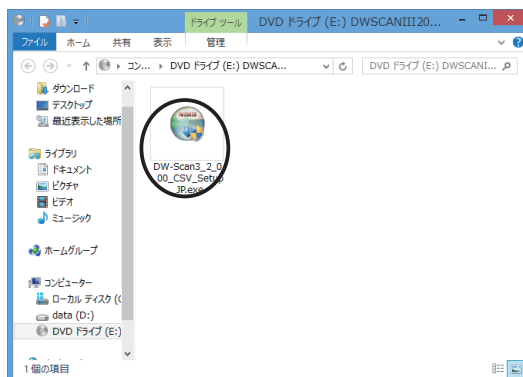 ドライブ ツール
DVD ドライブ (E:) DWSCANIII20...
ファイル
ホーム
共有
表示
管理
コン...
DVD ドライブ (E:) DWSCA...
DVD ドライブ (E:) DWSCANI...
ダウンロード
デスクトップ
最近表示した場所
ライブラリ
ドキュメント
ピクチャ
ビデオ
ミュージック
ホームグループ
コンピューター
ローカル ディスク (C
data (D:)
DVD ドライブ (E:)
DW-Scan3_2_0
00_CSV_Setup
JP.exe
1 個の項目